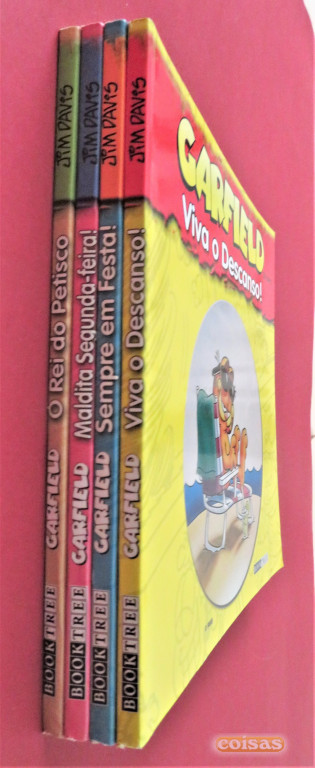 JIM DAVIS
O Rei do Petisco
GARFIELD
BOOKTREE
JIM DAVIS
Maldita Segunda-feira!
GARFIELD
BOOKTREE
JIM DAVIS
Sempre em Festa!
GARFIELD
BOOKTREE
JIM DAVIS
Viva o Descanso!
GARFIELD
BOOKTREE
GARFIELD
Viva o Descanso!
coisas